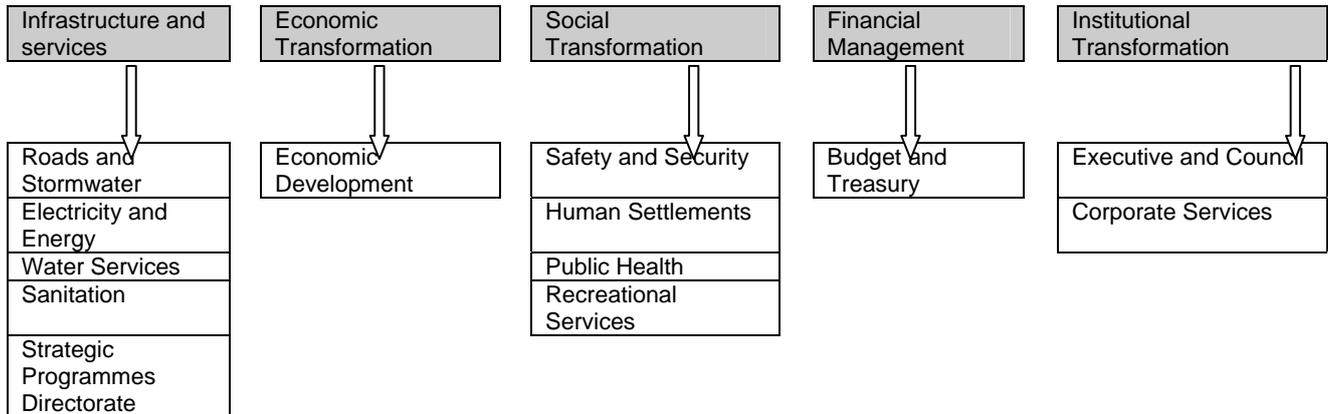 Infrastructure and
services
Economic
Transformation
Social
Transformation
Financial
Management
Institutional
Transformation
Roads and
Stormwater
Electricity and
Energy
Water Services
Sanitation
Strategic
Programmes
Directorate
Economic
Development
Safety and Security
Human Settlements
Public Health
Recreational
Services
Budget and
Treasury
Executive and Council
Corporate Services